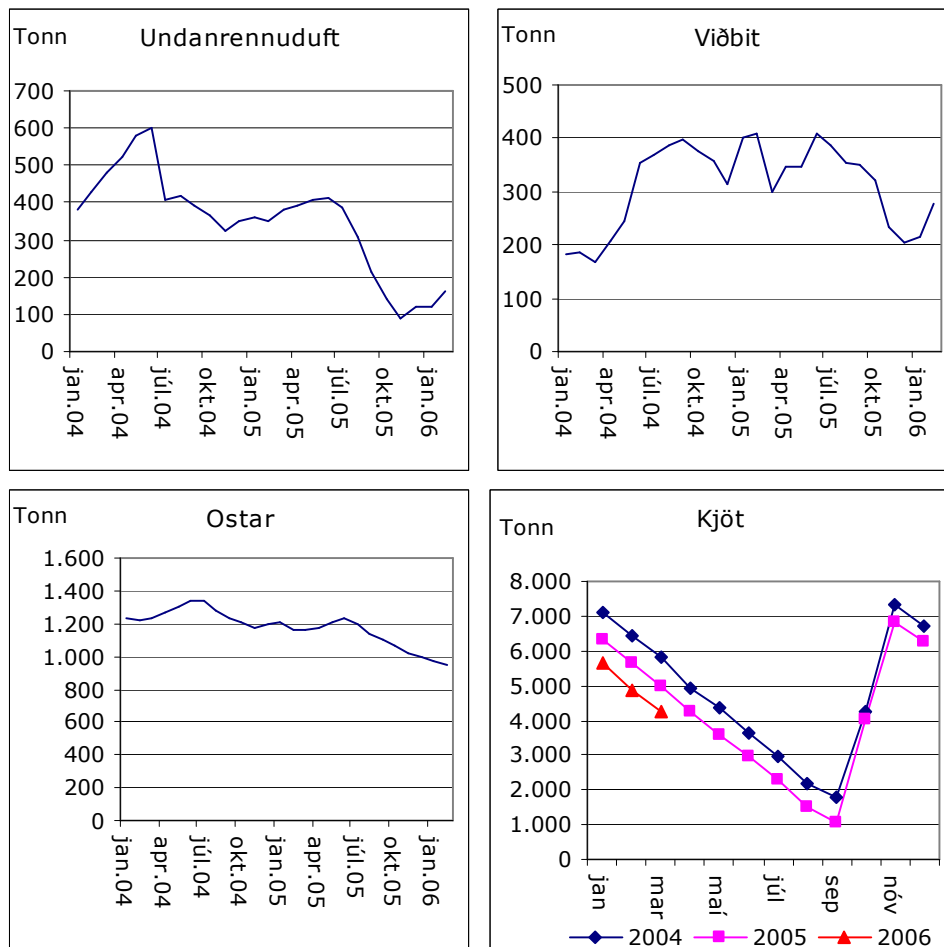 Tonn
Undanrennuduft
700
600
500
400
300
200
100
0
jan.04
apr.04
júl.04
okt.04
jan.05
apr.05
júl.05
okt.05
jan.06
Tonn
Viðbit
500
400
300
200
100
0
jan.04
apr.04
júl.04
okt.04
jan.05
apr.05
júl.05
okt.05
jan.06
Tonn
Ostar
1.600
1.400
1.200
1.000
800
600
400
200
0
jan.04
apr.04
júl.04
okt.04
jan.05
apr.05
júl.05
okt.05
jan.06
Tonn
Kjöt
8.000
7.000
6.000
5.000
4.000
3.000
2.000
1.000
0
jan
mar
maí
júl
sep
nóv
2004 2005 2006